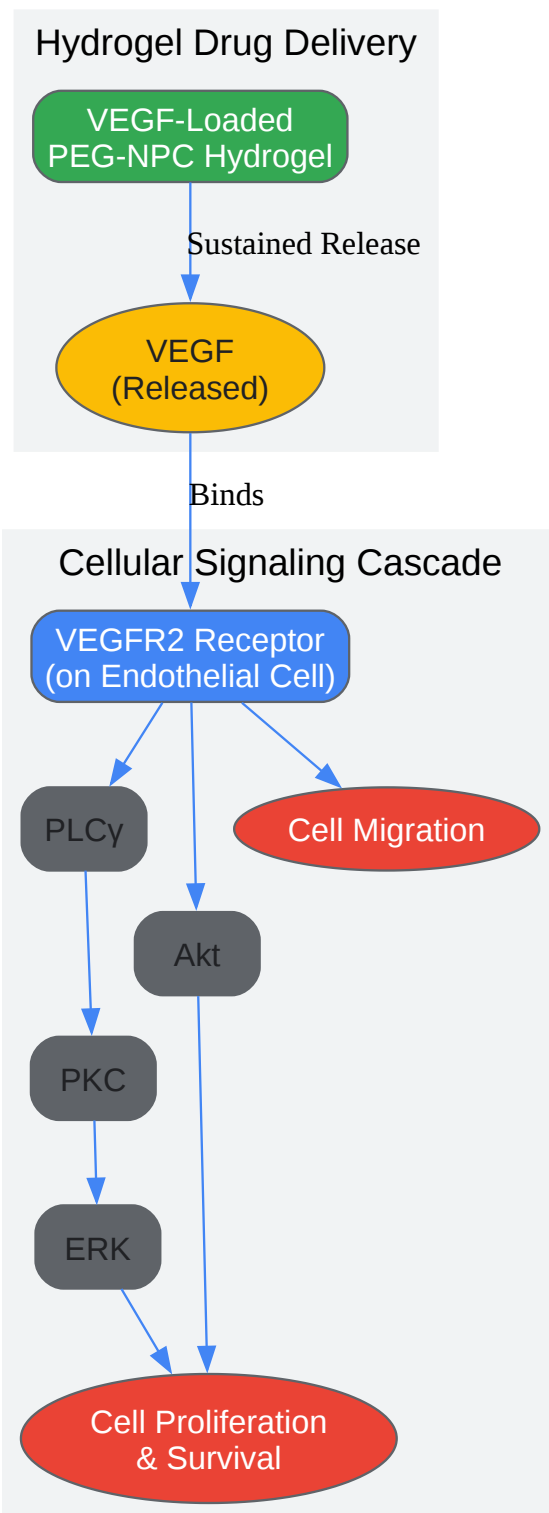 Hydrogel Drug Delivery
VEGF-Loaded
PEG-NPC Hydrogel
Sustained Release
VEGF
(Released)
Binds
Cellular Signaling Cascade
VEGFR2 Receptor
(on Endothelial Cell)
PLCγ
Cell Migration
Akt
PKC
ERK
Cell Proliferation
& Survival